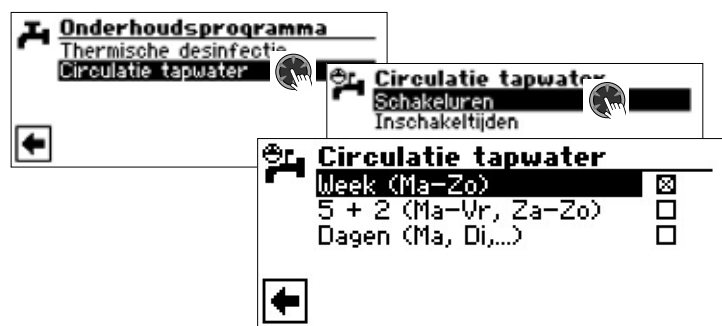 Onderhoudsprogramma
Thermische desinfectie
Circulatie tapwater
Circulatie tapwater
Schakeluren
Inschakeltijden
Circulatie tapwater
Week (Ma-Zo)
5 + 2 (Ma-Vr, Za-Zo)
Dagen (Ma, Di,...)